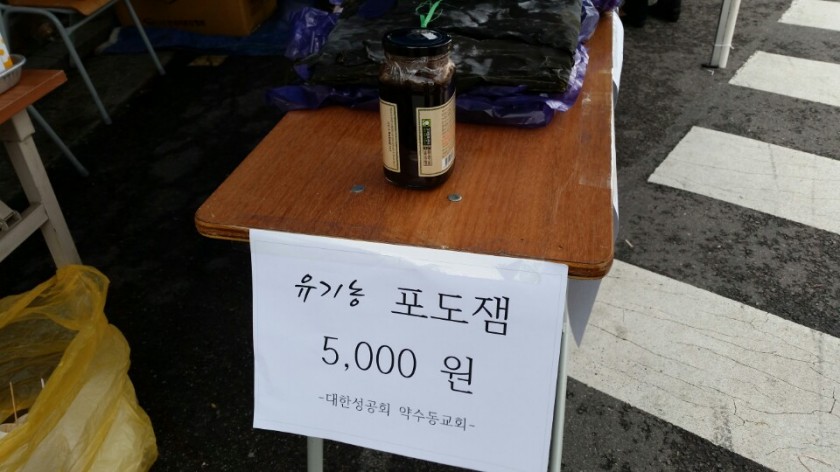 유기농 포도잼
5,000 원
-대한성공회 약수동교회-